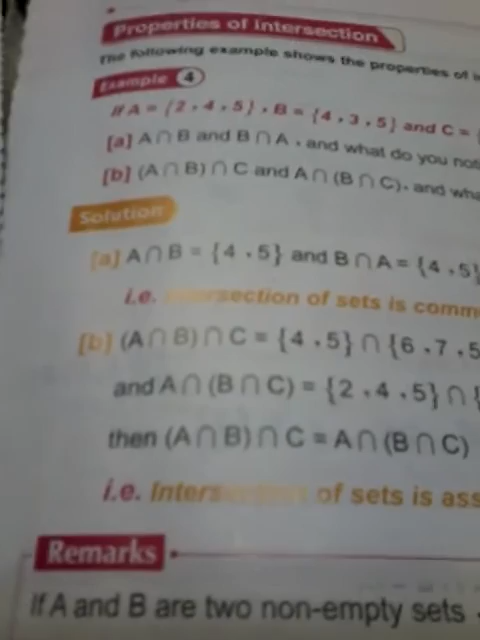 Properties of Intersection
The following example shows the properties of
Example 4
If A = {2 , 4 , 5} , B = {4 , 3 , 5} and C = {
[a] A ∩ B and B ∩ A , and what do you
[b] (A ∩ B) ∩ C and A ∩ (B ∩ C) , and
Solution
[a] A ∩ B = {4 , 5} and B ∩ A = {4 , 5}
i.e. Intersection of sets is comm
[b] (A ∩ B) ∩ C = {4 , 5} ∩ {6 , 7 , 5
and A ∩ (B ∩ C) = {2 , 4 , 5} ∩ {
then (A ∩ B) ∩ C = A ∩ (B ∩ C)
i.e. Intersection of sets is ass
Remarks
If A and B are two non-empty sets